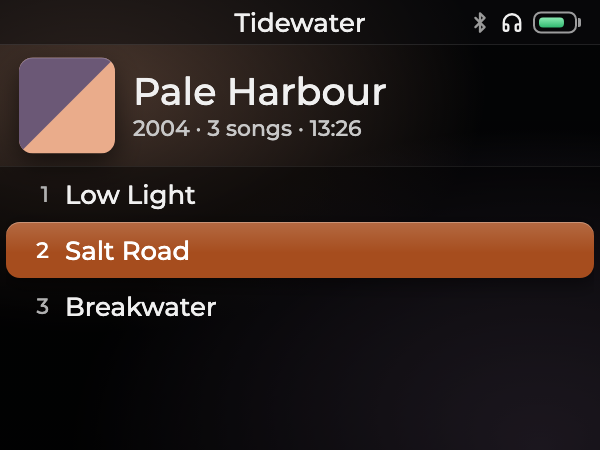 Tidewater
Pale Harbour
2004 · 3 songs · 13:26
1 Low Light
2 Salt Road
3 Breakwater